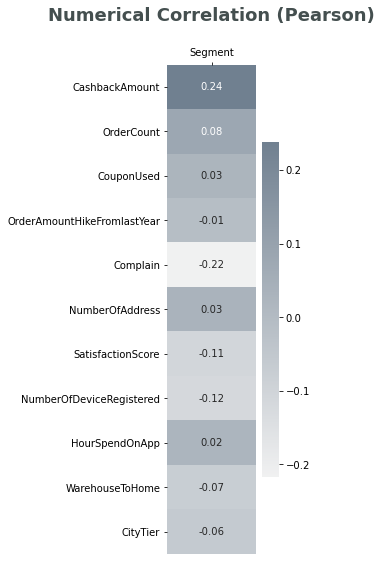 Numerical Correlation (Pearson)
Segment
CashbackAmount 0.24
OrderCount 0.08
CouponUsed 0.03
OrderAmountHikeFromlastYear -0.01
Complain -0.22
NumberOfAddress 0.03
SatisfactionScore -0.11
NumberOfDeviceRegistered -0.12
HourSpendOnApp 0.02
WarehouseToHome -0.07
CityTier -0.06
0.2
0.1
0.0
−0.1
−0.2